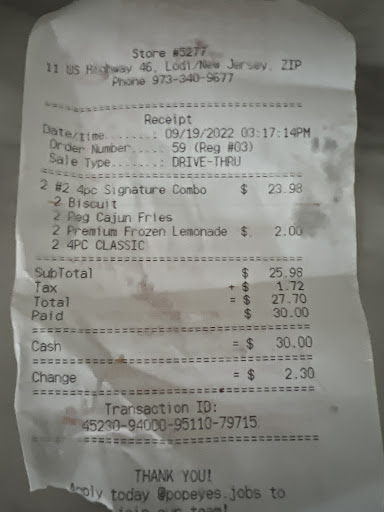 Store #5277
11 US Highway 46, Lodi/New Jersey, ZIP
Phone 973-340-9677
Receipt
Date/time.......: 09/19/2022 03:17:14PM
Order Number....: 59 (Reg #03)
Sale Type.......: DRIVE-THRU
2 #2 4pc Signature Combo $ 23.98
2 Biscuit
2 Reg Cajun Fries
2 Premium Frozen Lemonade $ 2.00
2 4PC CLASSIC
SubTotal $ 25.98
Tax + $ 1.72
Total = $ 27.70
Paid $ 30.00
Cash = $ 30.00
Change = $ 2.30
Transaction ID:
45230-94000-95110-79715
THANK YOU!
Apply today @popeyes.jobs to
join our team!